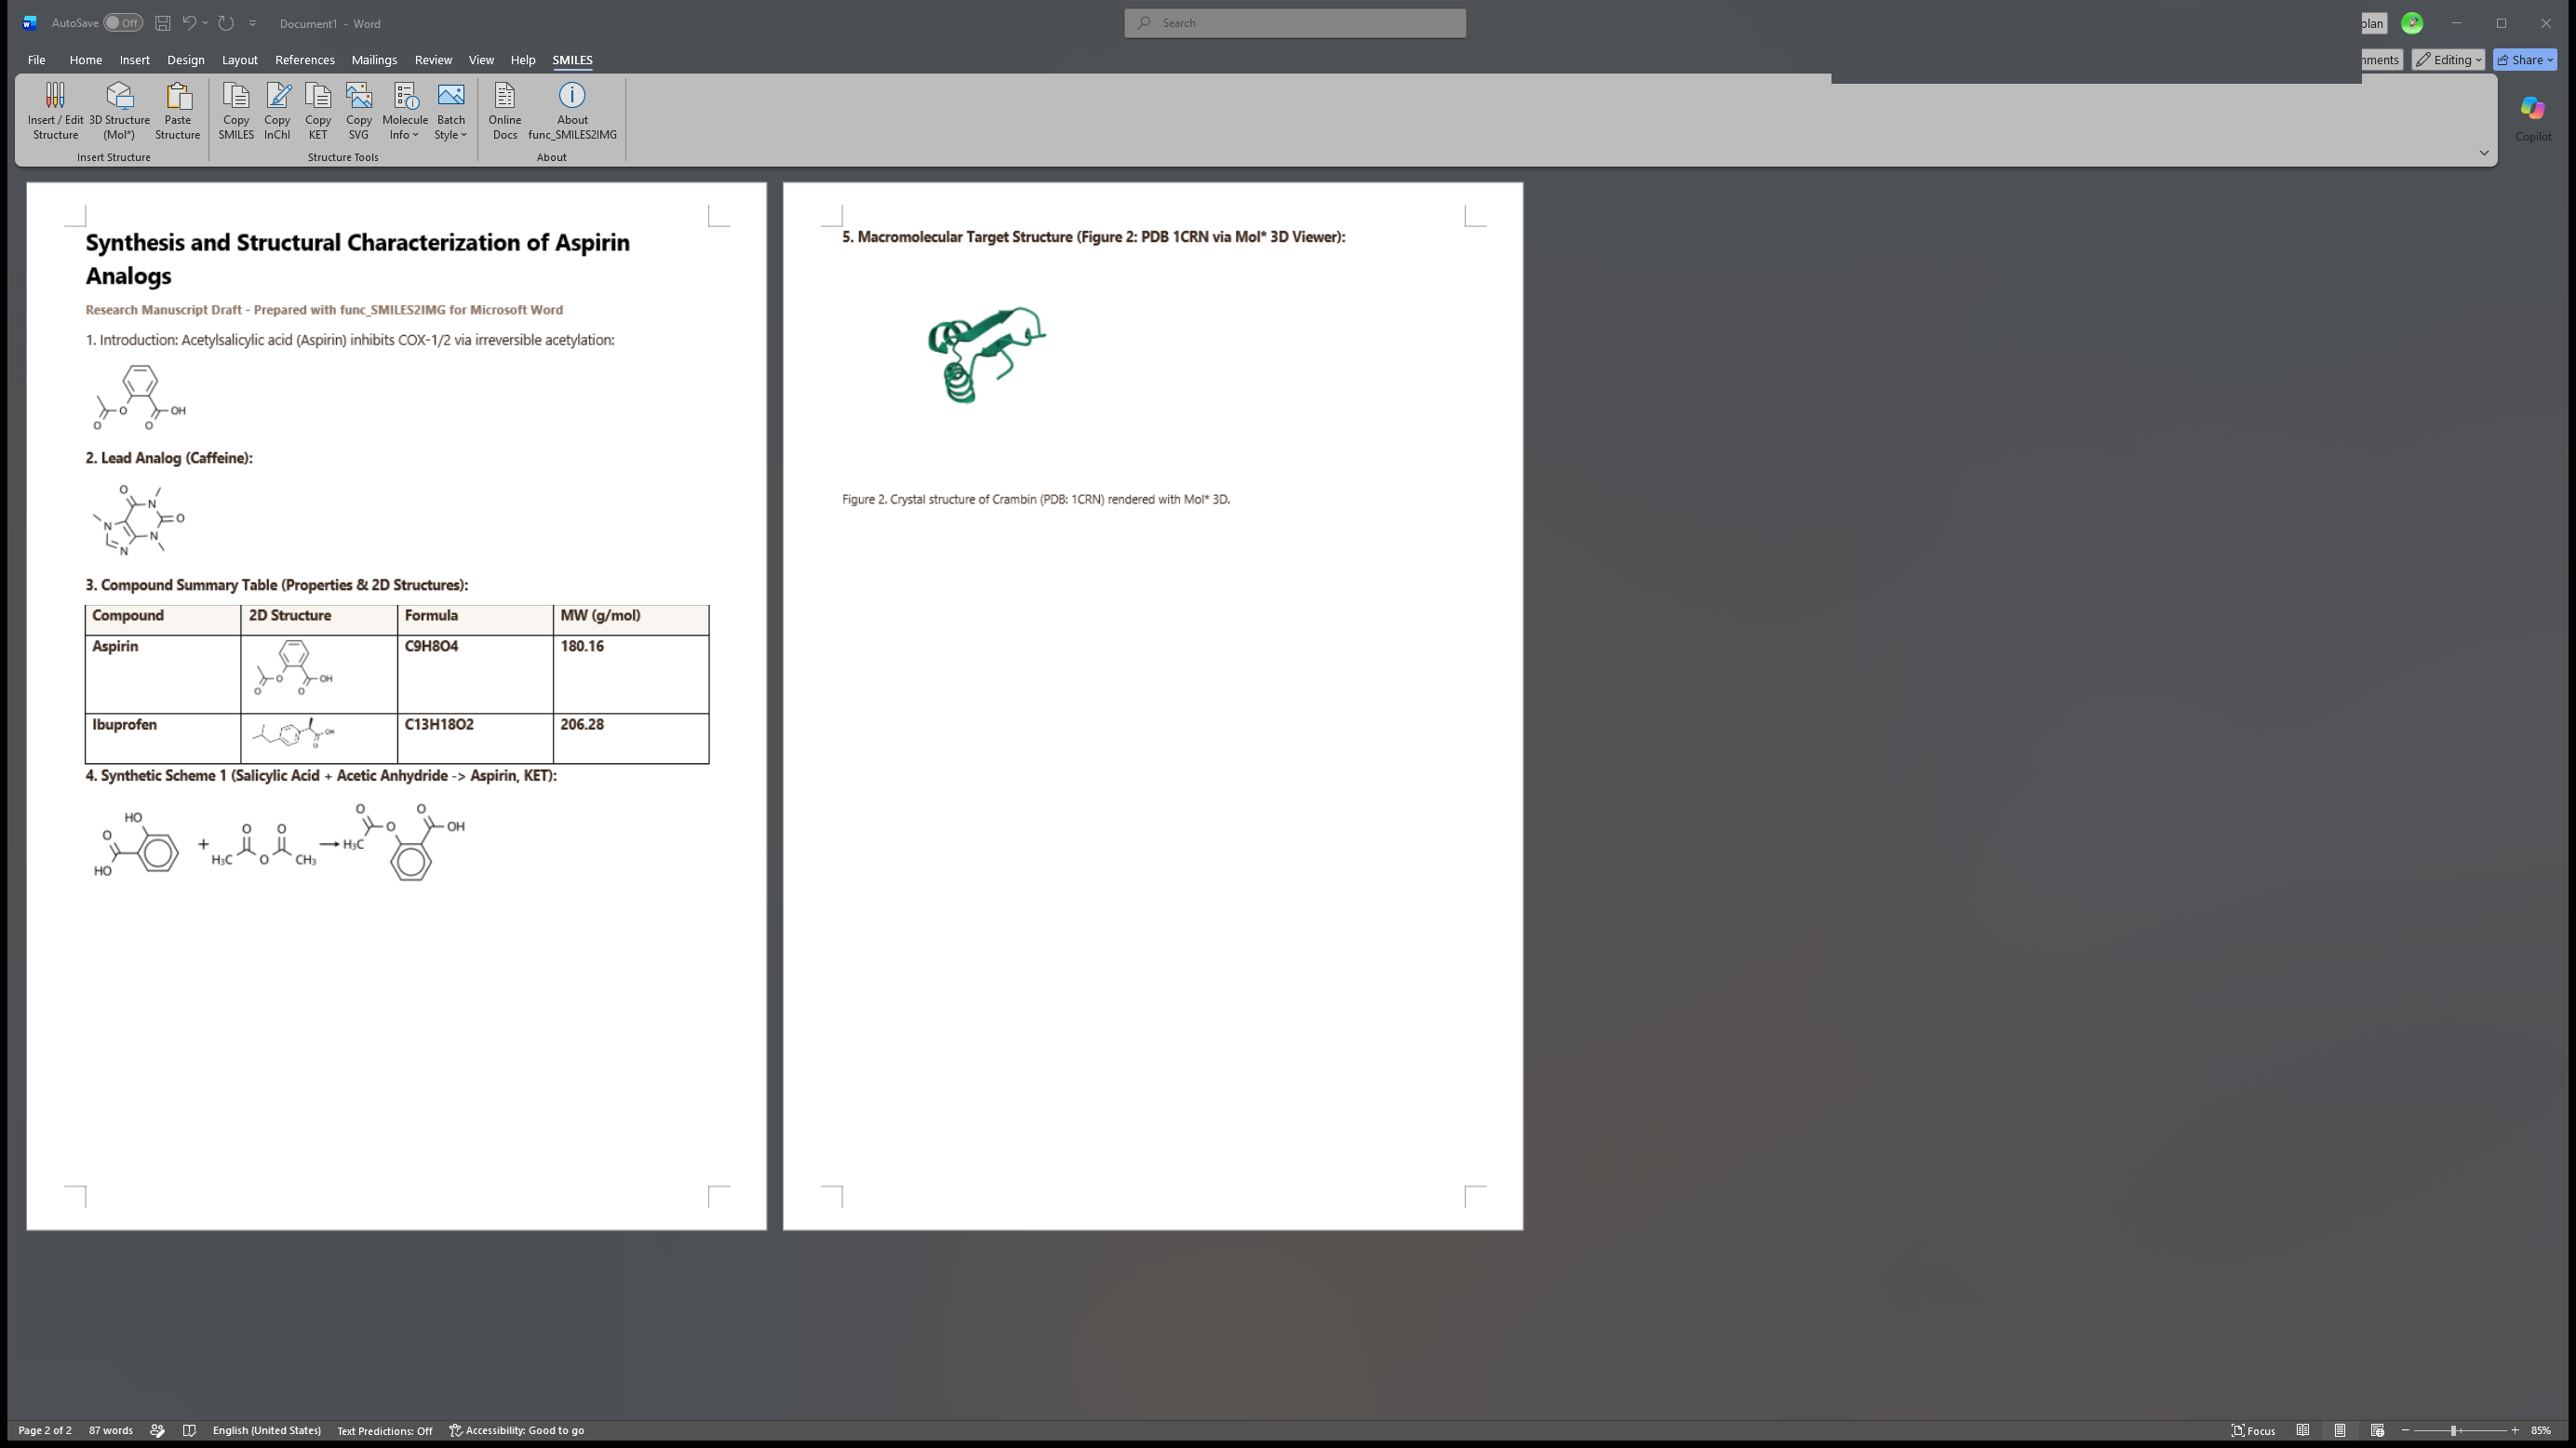 AutoSave Off Document1 - Word Search plan
File Home Insert Design Layout References Mailings Review View Help SMILES Editing Share
Insert / Edit Structure
3D Structure (Mol*)
Paste Structure
Copy SMILES
Copy InChI
Copy KET
Copy SVG
Molecule Info
Batch Style
Online Docs
About func_SMILES2IMG
Copilot
Insert Structure Structure Tools About
Synthesis and Structural Characterization of Aspirin
Analogs
Research Manuscript Draft - Prepared with func_SMILES2IMG for Microsoft Word
1. Introduction: Acetylsalicylic acid (Aspirin) inhibits COX-1/2 via irreversible acetylation:
O OH
O O
2. Lead Analog (Caffeine):
O
N
O
N
N
N
3. Compound Summary Table (Properties & 2D Structures):
Compound 2D Structure Formula MW (g/mol)
Aspirin C9H8O4 180.16
O OH
O O
Ibuprofen C13H18O2 206.28
OH
O
4. Synthetic Scheme 1 (Salicylic Acid + Acetic Anhydride -> Aspirin, KET):
O O
HO O OH
O O O
+ H₃C
H₃C O CH₃
HO
5. Macromolecular Target Structure (Figure 2: PDB 1CRN via Mol* 3D Viewer):
Figure 2. Crystal structure of Crambin (PDB: 1CRN) rendered with Mol* 3D.
Page 2 of 2 87 words English (United States) Text Predictions: Off Accessibility: Good to go Focus 85%